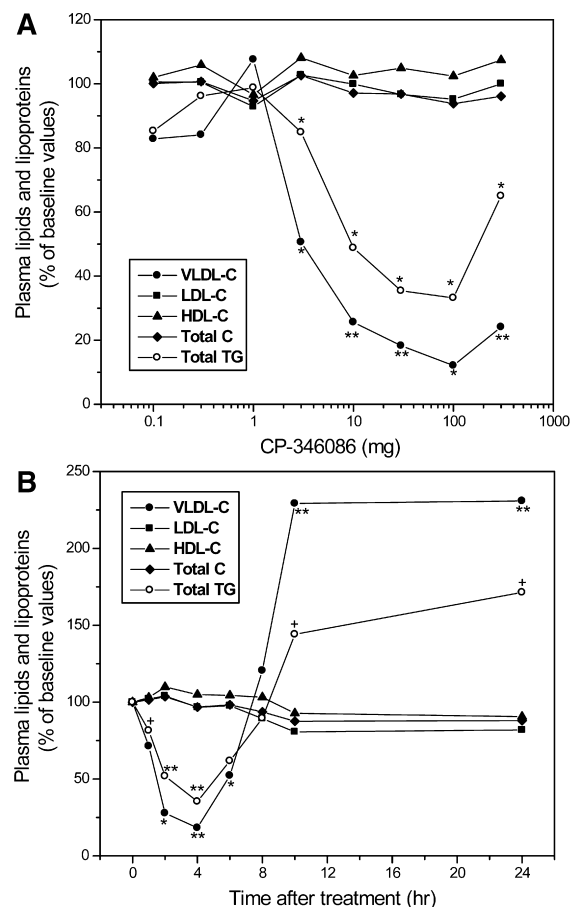 A
120
100
80
60
40
20
0
Plasma lipids and lipoproteins
(% of baseline values)
VLDL-C
LDL-C
HDL-C
Total C
Total TG
*
*
*
*
*
*
**
**
*
**
0.1 1 10 100 1000
CP-346086 (mg)
B
250
200
150
100
50
0
Plasma lipids and lipoproteins
(% of baseline values)
VLDL-C
LDL-C
HDL-C
Total C
Total TG
**
**
+
+
+
**
**
*
*
**
0 4 8 12 16 20 24
Time after treatment (hr)